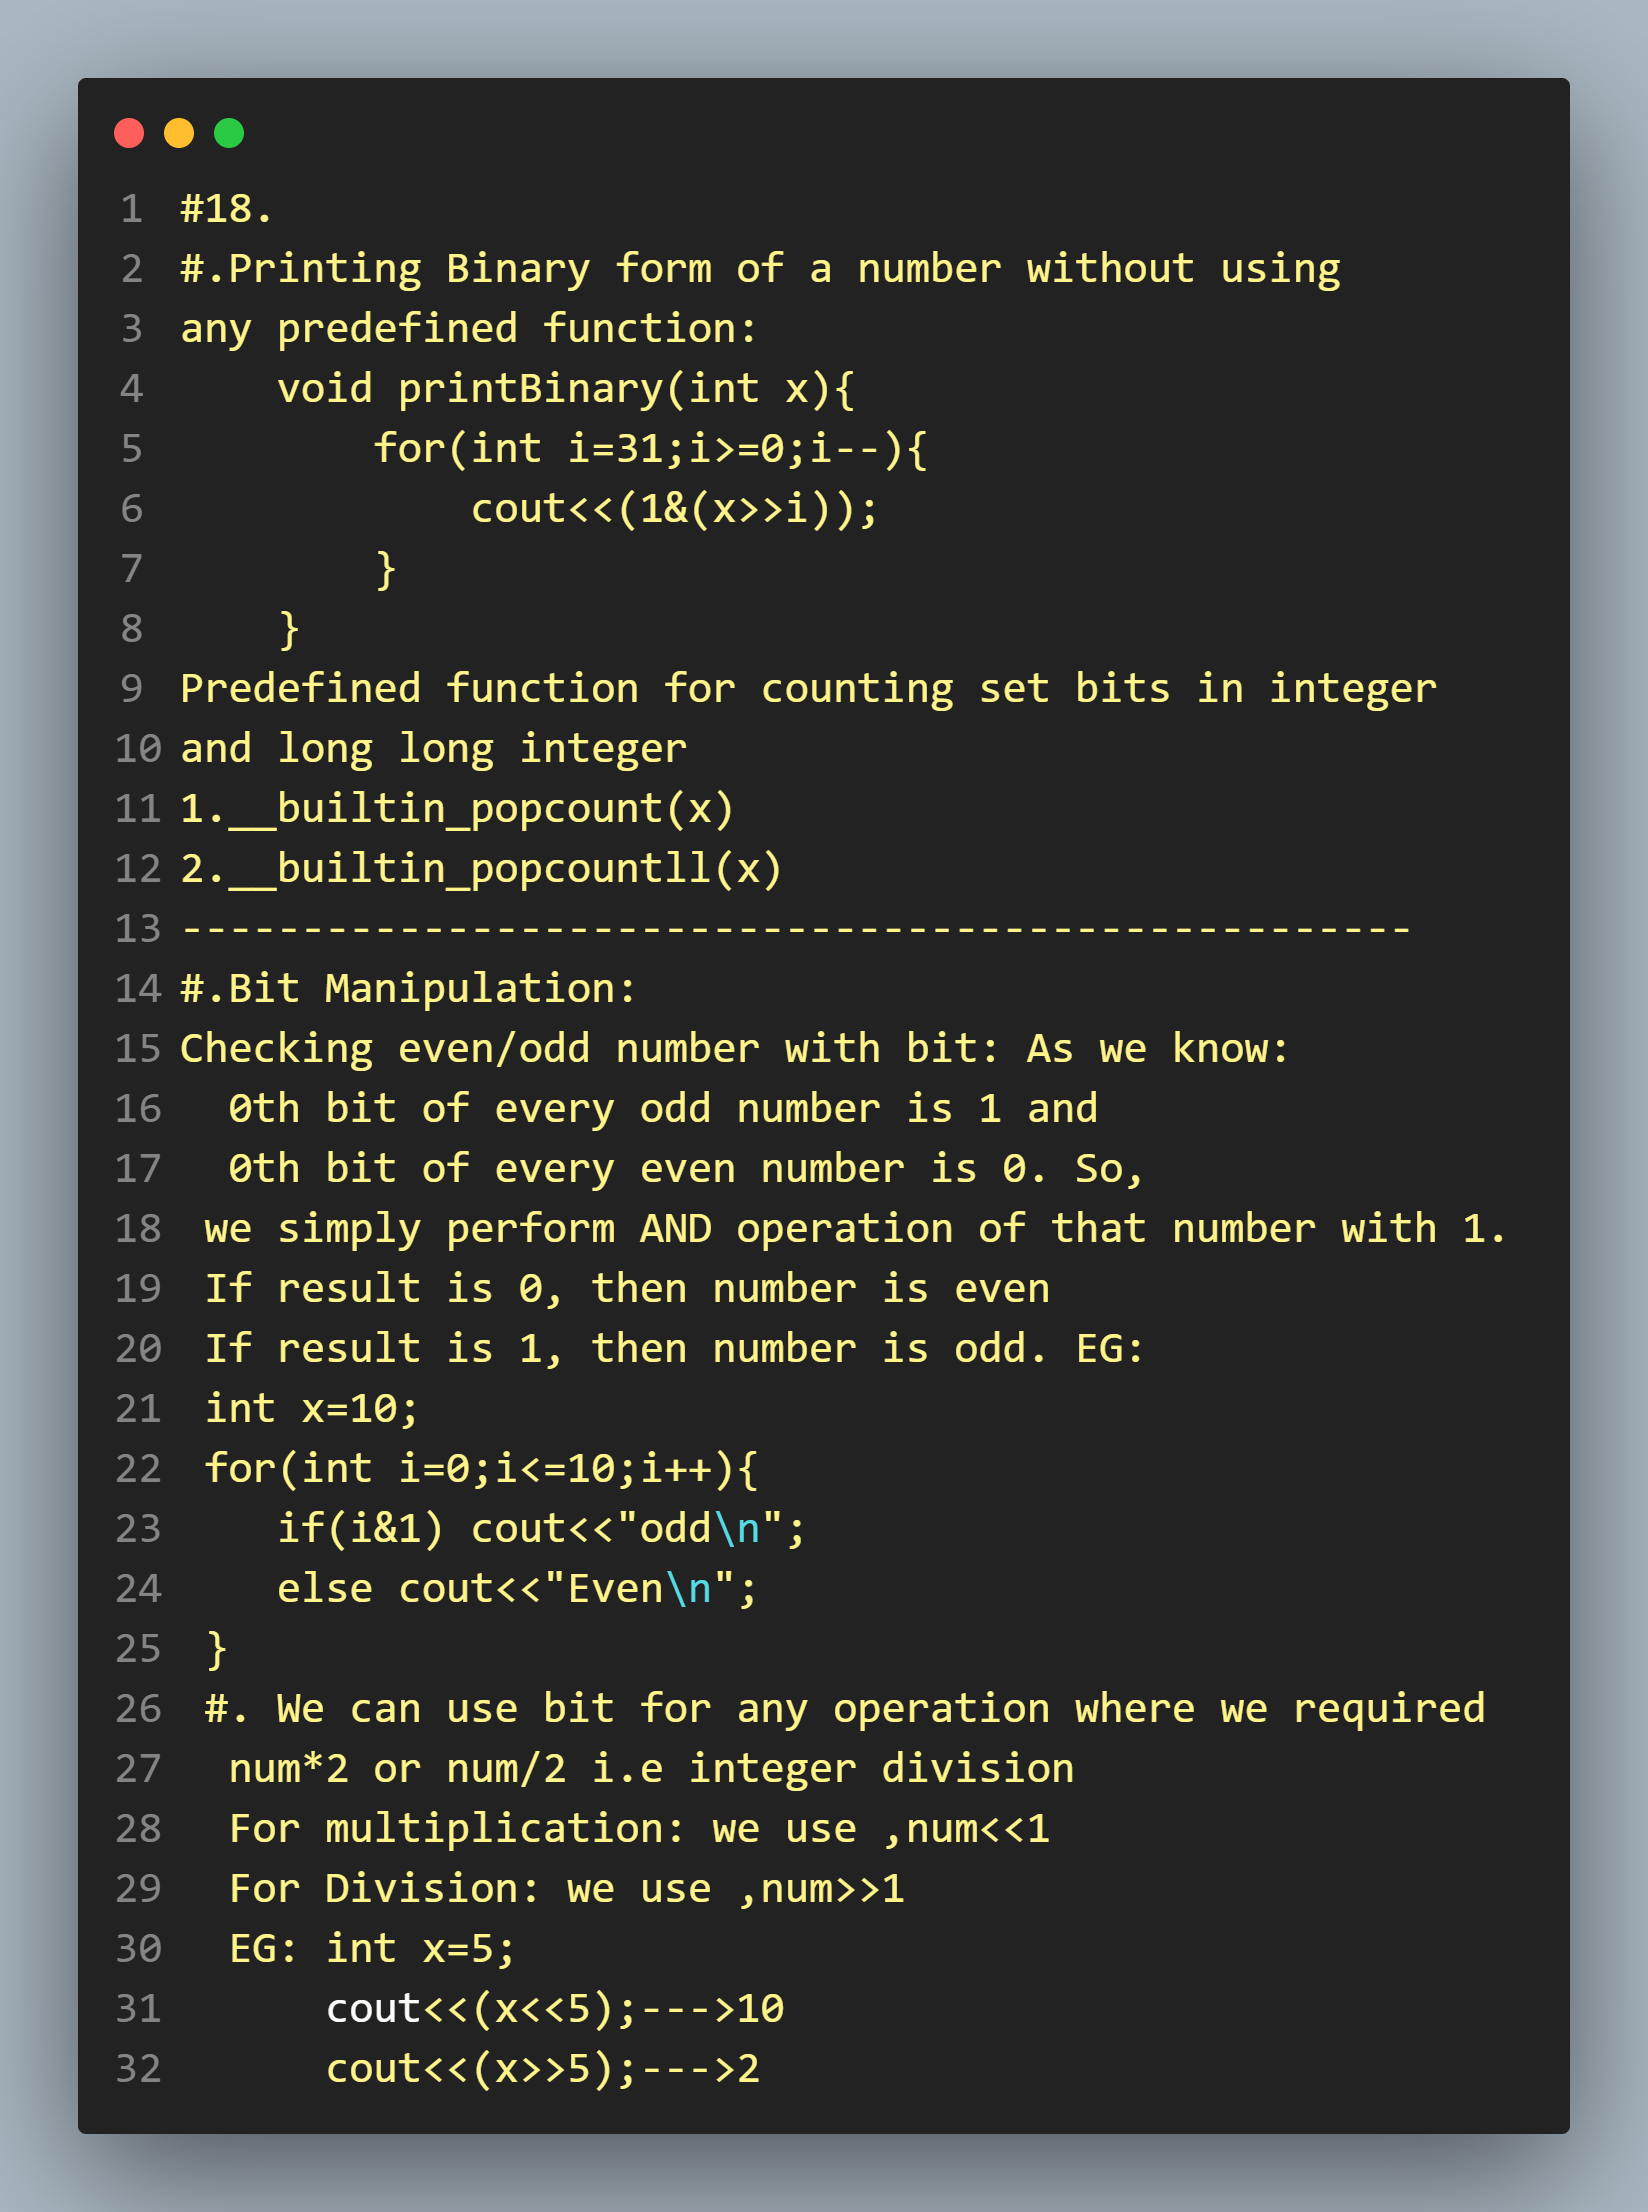 1 #18.
2 #.Printing Binary form of a number without using
3 any predefined function:
4     void printBinary(int x){
5         for(int i=31;i>=0;i--){
6             cout<<(1&(x>>i));
7         }
8     }
9 Predefined function for counting set bits in integer
10 and long long integer
11 1.__builtin_popcount(x)
12 2.__builtin_popcountll(x)
13 ---------------------------------------------------
14 #.Bit Manipulation:
15 Checking even/odd number with bit: As we know:
16   0th bit of every odd number is 1 and
17   0th bit of every even number is 0. So,
18  we simply perform AND operation of that number with 1.
19  If result is 0, then number is even
20  If result is 1, then number is odd. EG:
21  int x=10;
22  for(int i=0;i<=10;i++){
23     if(i&1) cout<<"odd\n";
24     else cout<<"Even\n";
25  }
26  #. We can use bit for any operation where we required
27   num*2 or num/2 i.e integer division
28   For multiplication: we use ,num<<1
29   For Division: we use ,num>>1
30   EG: int x=5;
31       cout<<(x<<5);--->10
32       cout<<(x>>5);--->2